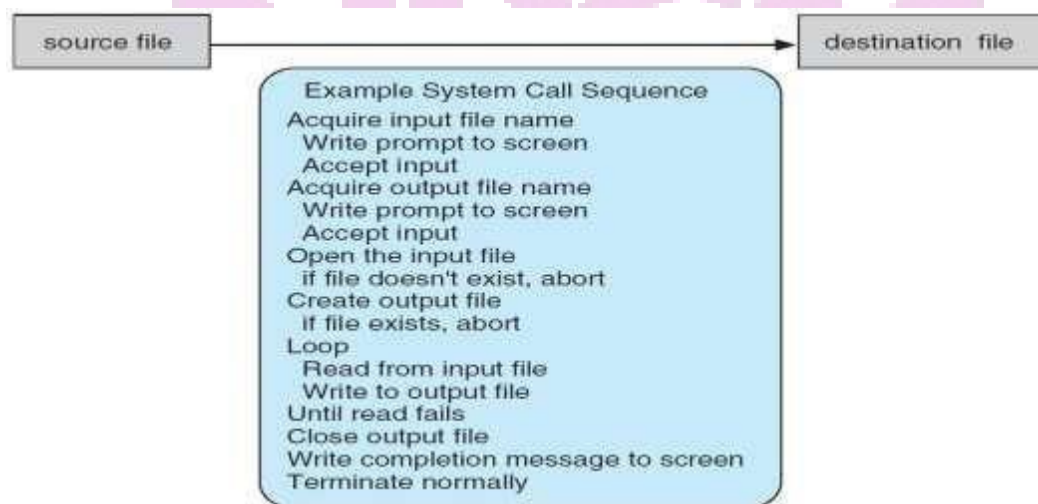 source file
destination file
Example System Call Sequence
Acquire input file name
Write prompt to screen
Accept input
Acquire output file name
Write prompt to screen
Accept input
Open the input file
if file doesn't exist, abort
Create output file
if file exists, abort
Loop
Read from input file
Write to output file
Until read fails
Close output file
Write completion message to screen
Terminate normally